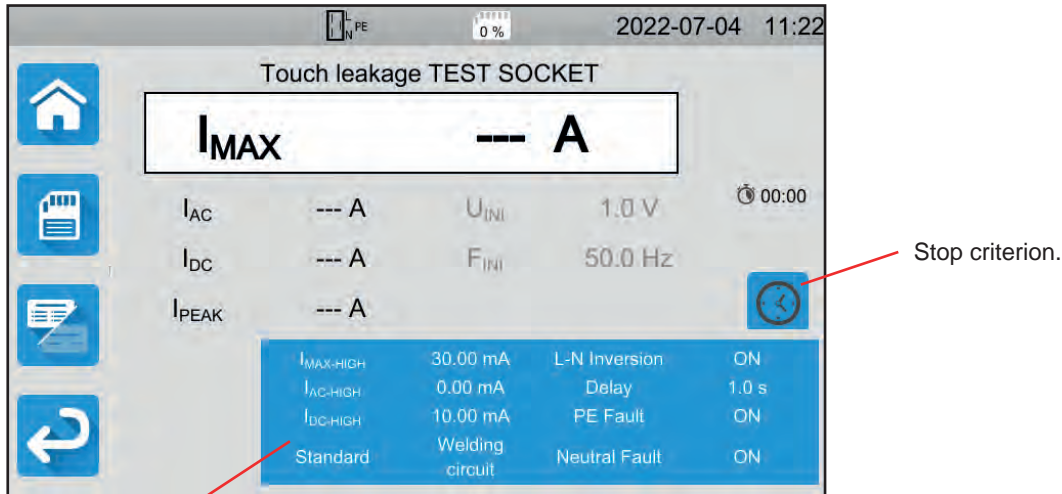 L
N PE
0 %
2022-07-04 11:22
Touch leakage TEST SOCKET
IMAX --- A
IAC --- A UINI 1.0 V
00:00
IDC --- A FINI 50.0 Hz
Stop criterion.
IPEAK --- A
IMAX-HIGH 30.00 mA L-N Inversion ON
IAC-HIGH 0.00 mA Delay 1.0 s
IDC-HIGH 10.00 mA PE Fault ON
Standard Welding circuit Neutral Fault ON